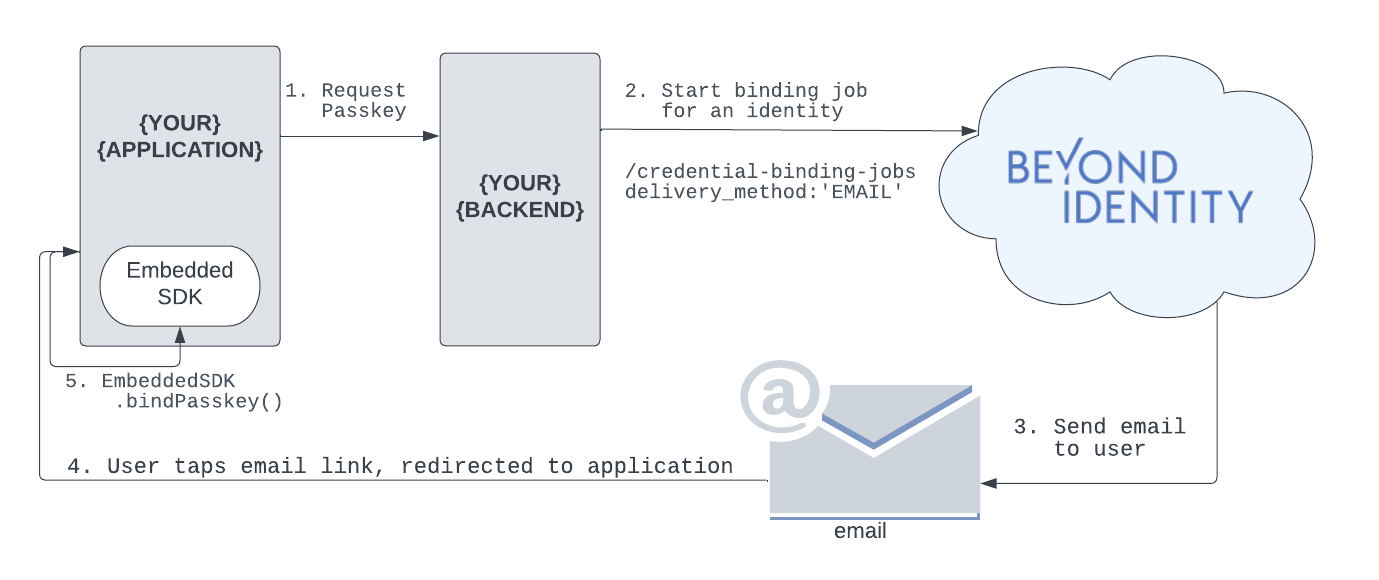 {YOUR}
{APPLICATION}
Embedded
SDK
1. Request
Passkey
{YOUR}
{BACKEND}
2. Start binding job
for an identity
/credential-binding-jobs
delivery_method:'EMAIL'
BEYOND
IDENTITY
3. Send email
to user
@
email
4. User taps email link, redirected to application
5. EmbeddedSDK
.bindPasskey()